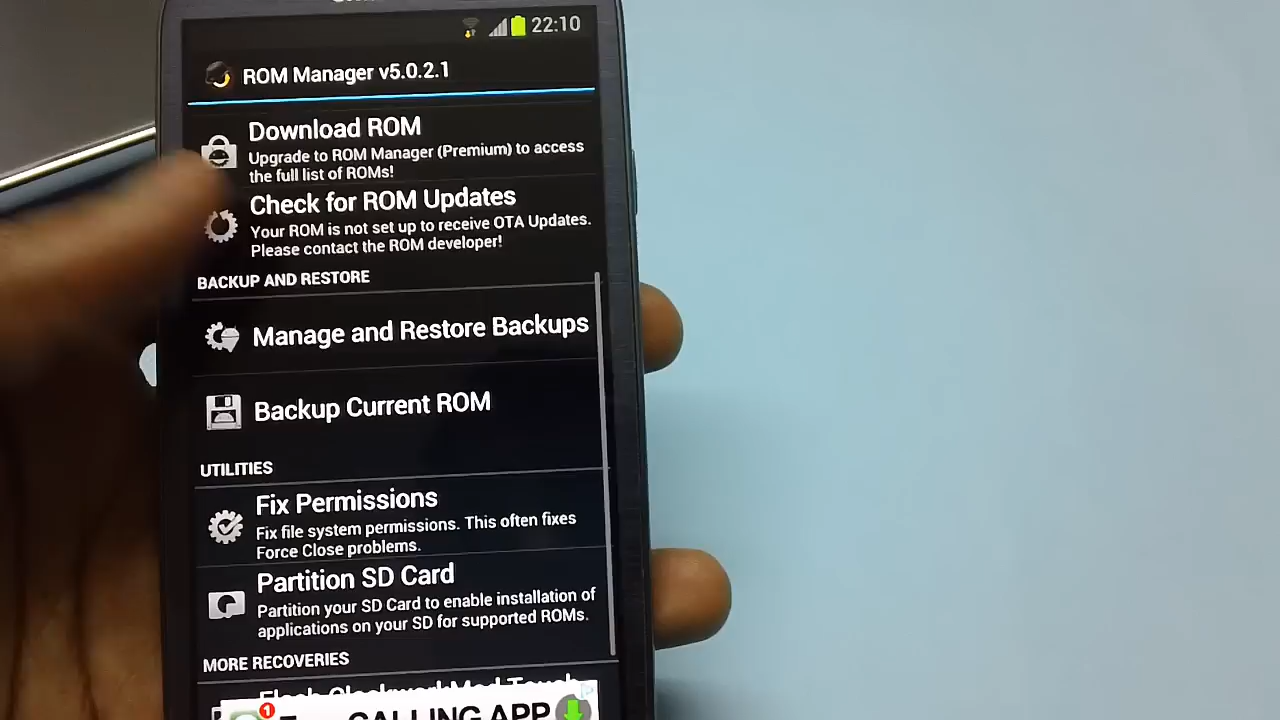 22:10
ROM Manager v5.0.2.1
Download ROM
Upgrade to ROM Manager (Premium) to access
the full list of ROMs!
Check for ROM Updates
Your ROM is not set up to receive OTA Updates.
Please contact the ROM developer!
BACKUP AND RESTORE
Manage and Restore Backups
Backup Current ROM
UTILITIES
Fix Permissions
Fix file system permissions. This often fixes
Force Close problems.
Partition SD Card
Partition your SD Card to enable installation of
applications on your SD for supported ROMs.
MORE RECOVERIES
Flash ClockworkMod Touch
1
CALLING APP